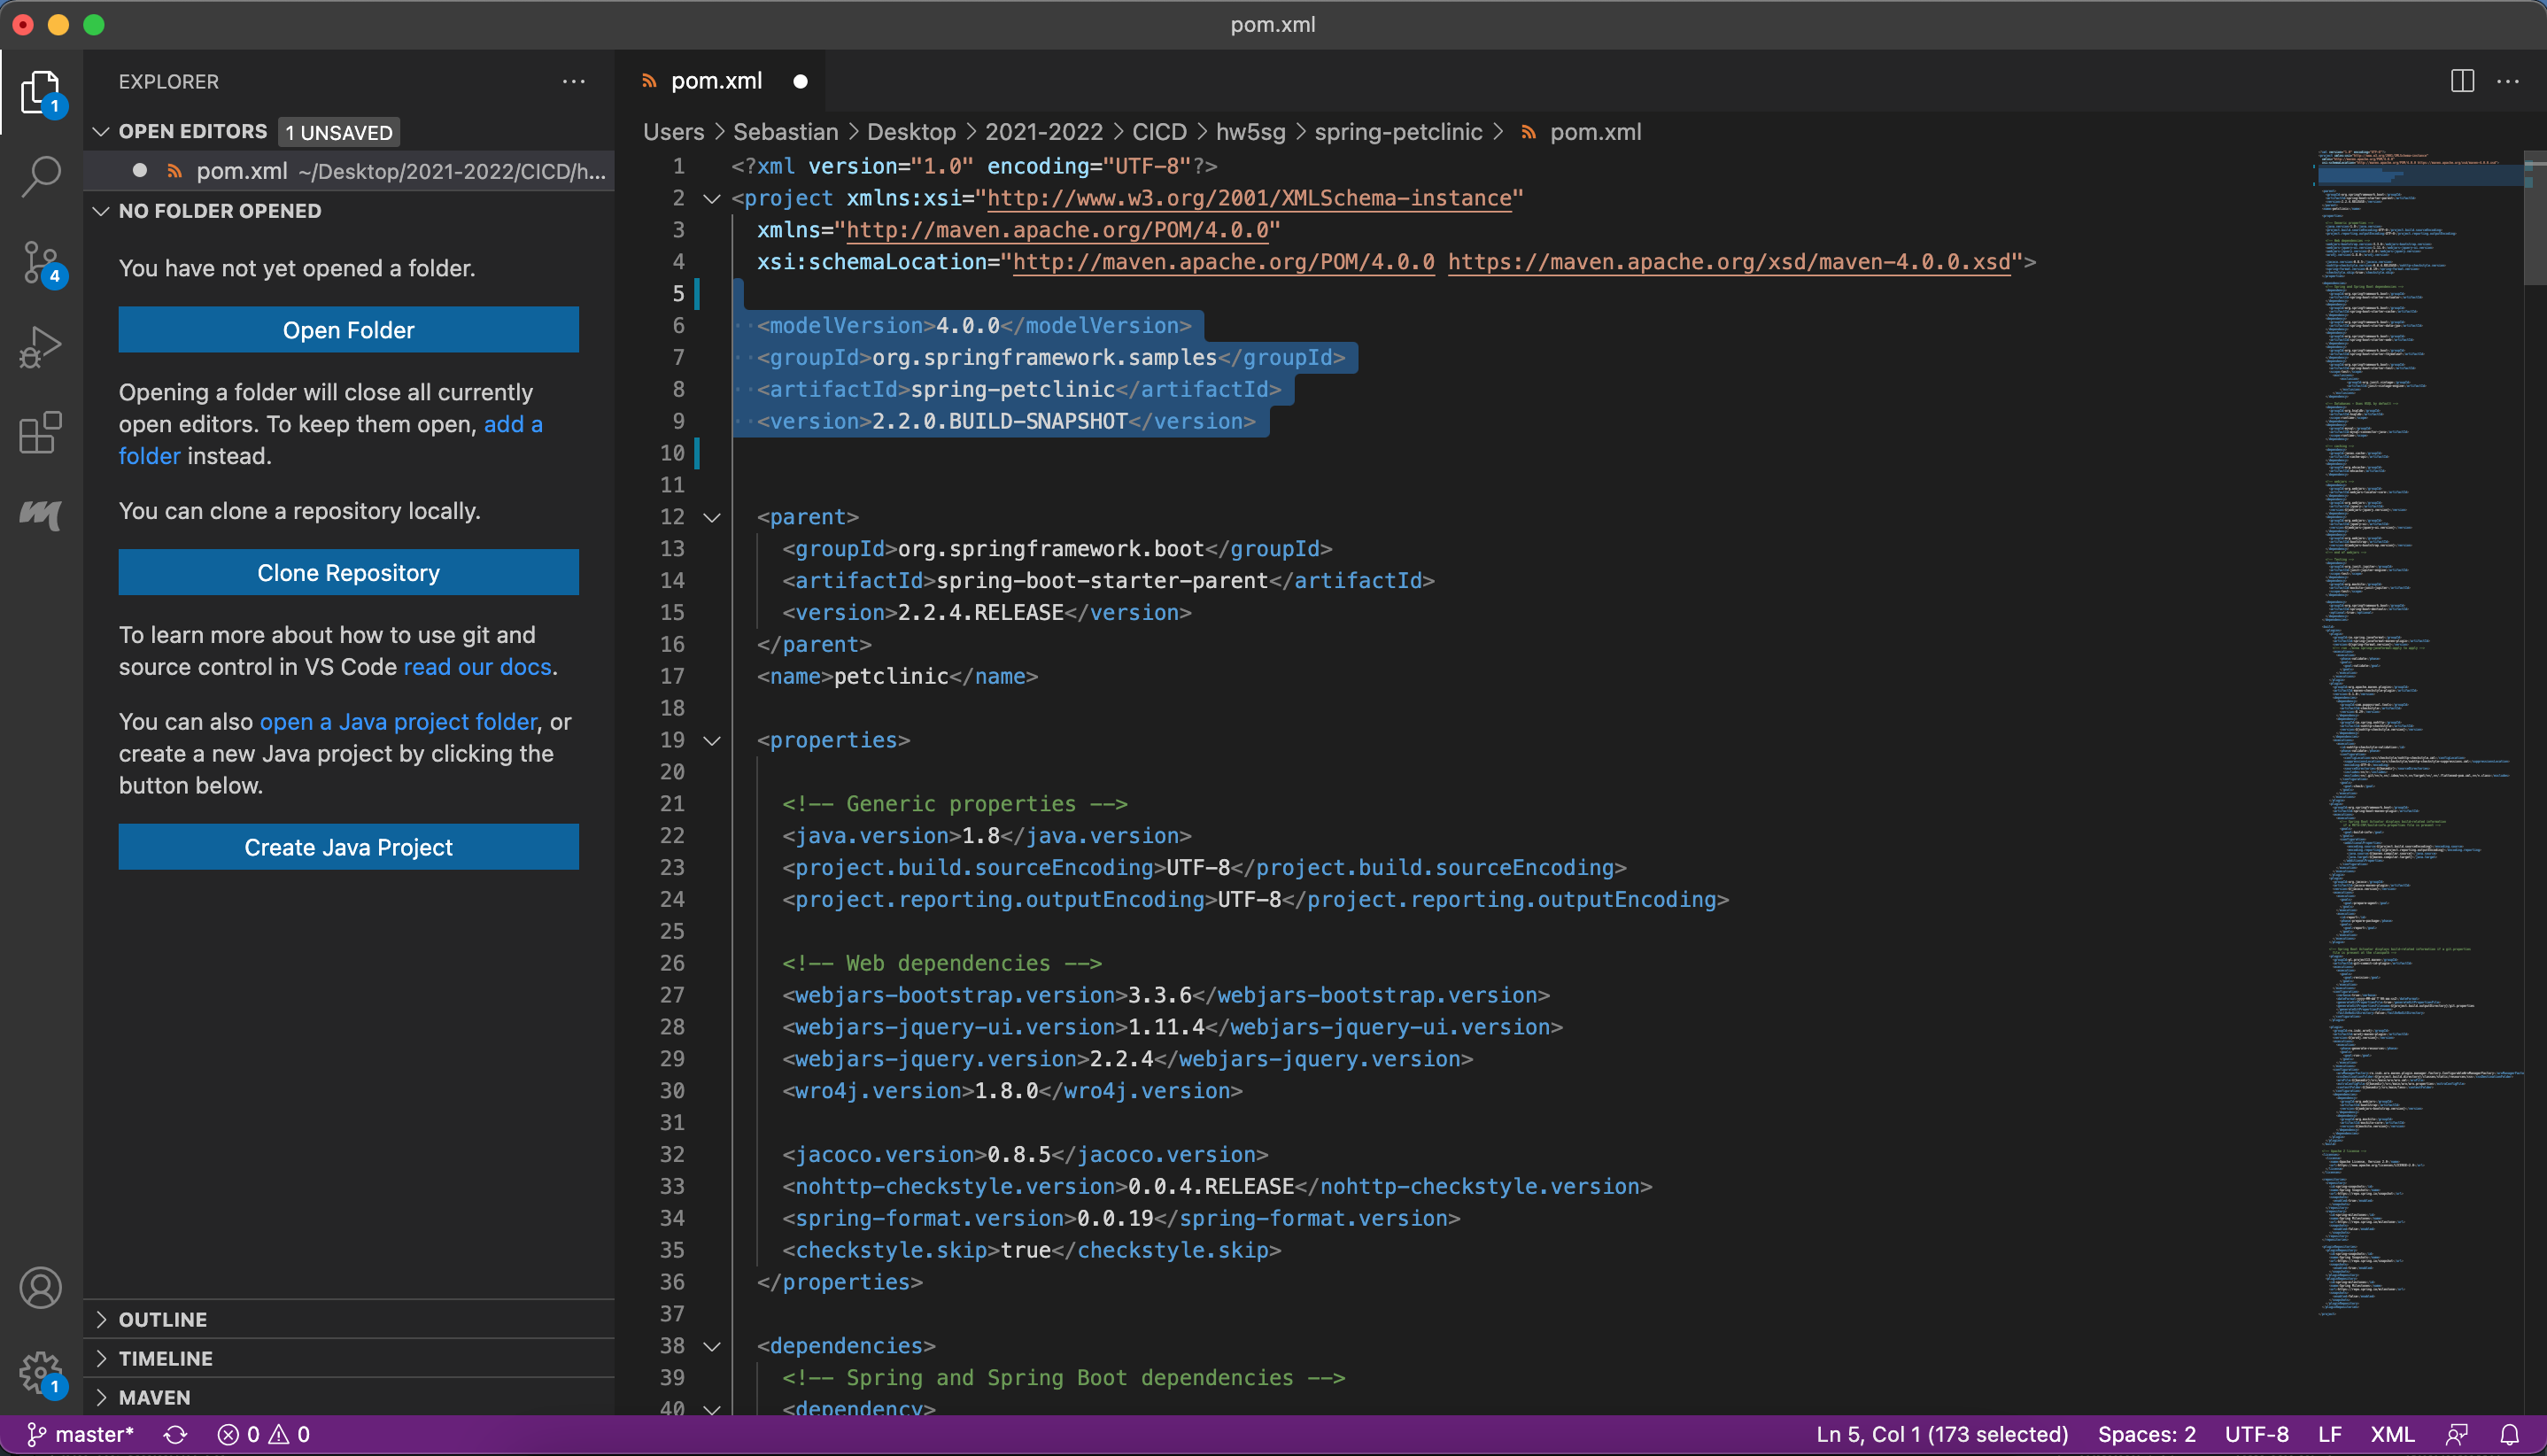 pom.xml
EXPLORER
OPEN EDITORS 1 UNSAVED
pom.xml ~/Desktop/2021-2022/CICD/h...
NO FOLDER OPENED
You have not yet opened a folder.
Open Folder
Opening a folder will close all currently
open editors. To keep them open, add a
folder instead.
You can clone a repository locally.
Clone Repository
To learn more about how to use git and
source control in VS Code read our docs.
You can also open a Java project folder, or
create a new Java project by clicking the
button below.
Create Java Project
OUTLINE
TIMELINE
MAVEN
1
4
1
pom.xml
Users > Sebastian > Desktop > 2021-2022 > CICD > hw5sg > spring-petclinic > pom.xml
1 <?xml version="1.0" encoding="UTF-8"?>
2 <project xmlns:xsi="http://www.w3.org/2001/XMLSchema-instance"
3 xmlns="http://maven.apache.org/POM/4.0.0"
4 xsi:schemaLocation="http://maven.apache.org/POM/4.0.0 https://maven.apache.org/xsd/maven-4.0.0.xsd">
5
6 <modelVersion>4.0.0</modelVersion>
7 <groupId>org.springframework.samples</groupId>
8 <artifactId>spring-petclinic</artifactId>
9 <version>2.2.0.BUILD-SNAPSHOT</version>
10
11
12 <parent>
13 <groupId>org.springframework.boot</groupId>
14 <artifactId>spring-boot-starter-parent</artifactId>
15 <version>2.2.4.RELEASE</version>
16 </parent>
17 <name>petclinic</name>
18
19 <properties>
20
21 <!-- Generic properties -->
22 <java.version>1.8</java.version>
23 <project.build.sourceEncoding>UTF-8</project.build.sourceEncoding>
24 <project.reporting.outputEncoding>UTF-8</project.reporting.outputEncoding>
25
26 <!-- Web dependencies -->
27 <webjars-bootstrap.version>3.3.6</webjars-bootstrap.version>
28 <webjars-jquery-ui.version>1.11.4</webjars-jquery-ui.version>
29 <webjars-jquery.version>2.2.4</webjars-jquery.version>
30 <wro4j.version>1.8.0</wro4j.version>
31
32 <jacoco.version>0.8.5</jacoco.version>
33 <nohttp-checkstyle.version>0.0.4.RELEASE</nohttp-checkstyle.version>
34 <spring-format.version>0.0.19</spring-format.version>
35 <checkstyle.skip>true</checkstyle.skip>
36 </properties>
37
38 <dependencies>
39 <!-- Spring and Spring Boot dependencies -->
40 <dependency>
master* 0 0 Ln 5, Col 1 (173 selected) Spaces: 2 UTF-8 LF XML